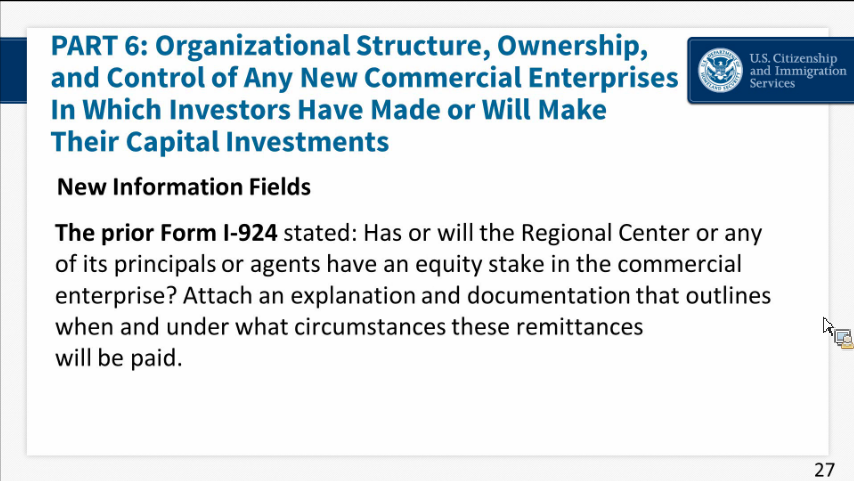 PART 6: Organizational Structure, Ownership,
and Control of Any New Commercial Enterprises
In Which Investors Have Made or Will Make
Their Capital Investments
U.S. Citizenship
and Immigration
Services
New Information Fields
The prior Form I-924 stated: Has or will the Regional Center or any
of its principals or agents have an equity stake in the commercial
enterprise? Attach an explanation and documentation that outlines
when and under what circumstances these remittances
will be paid.
27